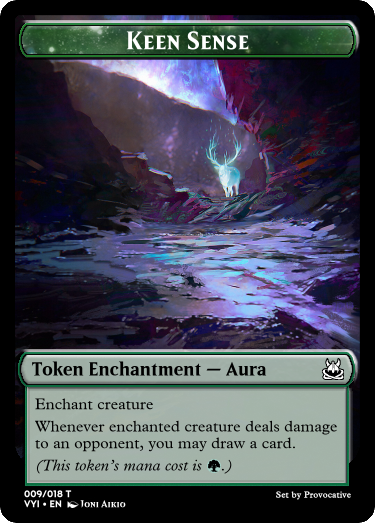 Keen Sense
Token Enchantment — Aura
Enchant creature
Whenever enchanted creature deals damage
to an opponent, you may draw a card.
(This token's mana cost is .)
009/018 T
VYI • EN Joni Aikio
Set by Provocative